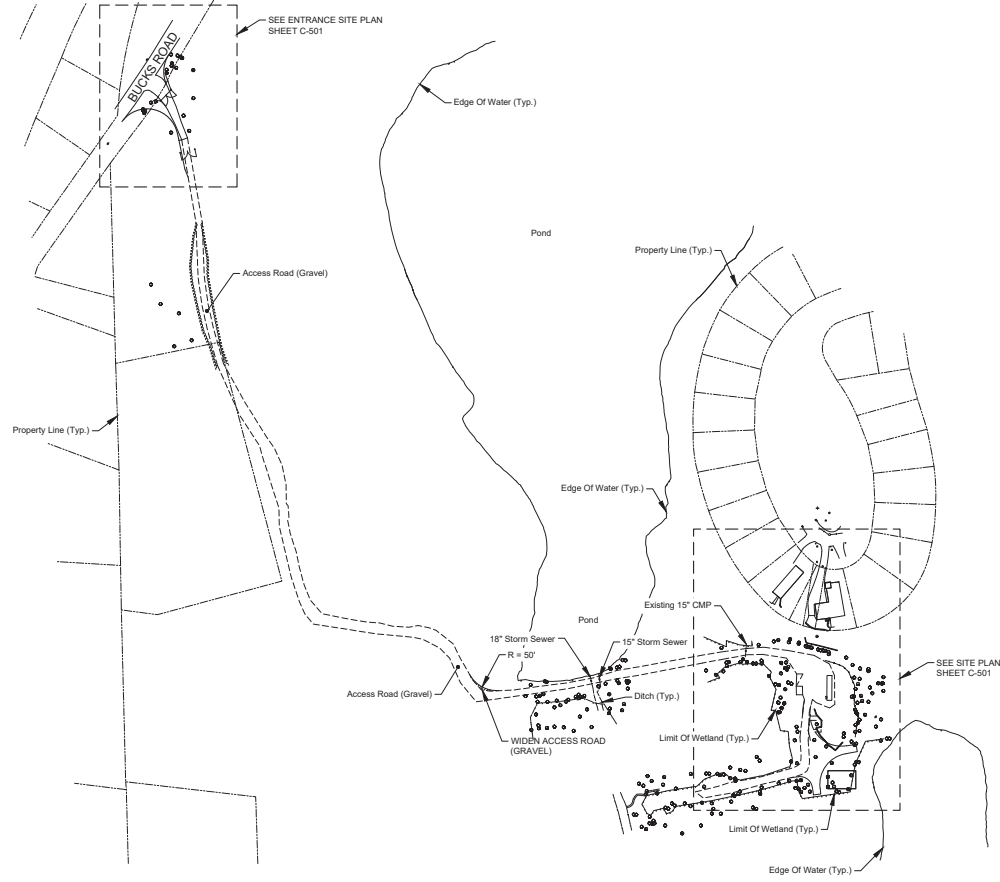 SEE ENTRANCE SITE PLAN
SHEET C-501
BUCKS ROAD
Edge Of Water (Typ.)
Pond
Property Line (Typ.)
Access Road (Gravel)
Property Line (Typ.)
Edge Of Water (Typ.)
Existing 15" CMP
Pond
18" Storm Sewer
15" Storm Sewer
R = 50'
SEE SITE PLAN
SHEET C-501
Access Road (Gravel)
Ditch (Typ.)
WIDEN ACCESS ROAD
(GRAVEL)
Limit Of Wetland (Typ.)
Limit Of Wetland (Typ.)
Edge Of Water (Typ.)